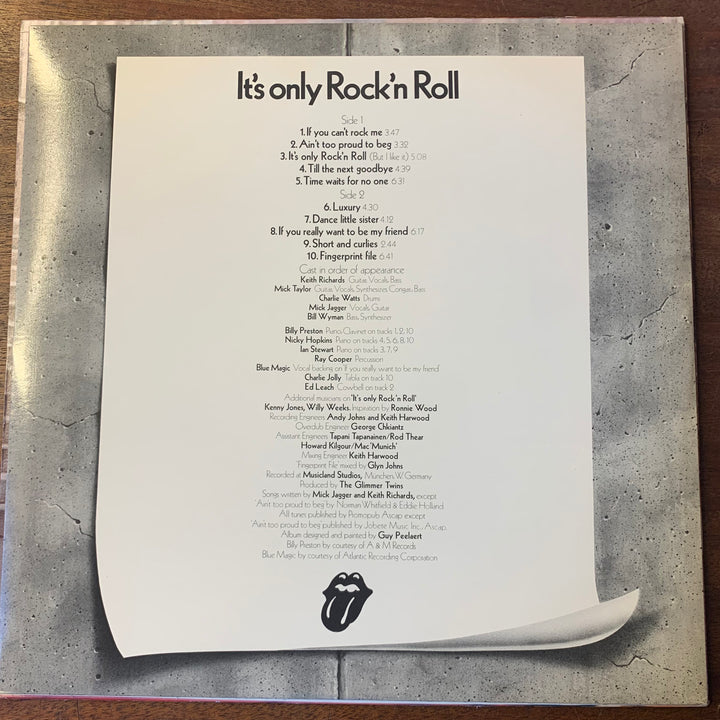 It's only Rock'n Roll
Side 1
1. If you can't rock me 3.47
2. Ain't too proud to beg 3.32
3. It's only Rock'n Roll (But I like it) 5.08
4. Till the next goodbye 4.39
5. Time waits for no one 6.31
Side 2
6. Luxury 4.30
7. Dance little sister 4.12
8. If you really want to be my friend 6.17
9. Short and curlies 2.44
10. Fingerprint file 6.41
Cast in order of appearance
Keith Richards Guitar, Vocals, Bass
Mick Taylor Guitar, Vocals, Synthesizer, Congas, Bass
Charlie Watts Drums
Mick Jagger Vocals, Guitar
Bill Wyman Bass, Synthesizer
Billy Preston Piano, Clavinet on tracks 1, 2, 10
Nicky Hopkins Piano on tracks 4, 5, 6, 8, 10
Ian Stewart Piano on tracks 3, 7, 9
Ray Cooper Percussion
Blue Magic Vocal backing on 'If you really want to be my friend'
Charlie Jolly Tabla on track 10
Ed Leach Cowbell on track 2
Additional musicians on 'It's only Rock'n Roll'
Kenny Jones, Willy Weeks. Inspiration by Ronnie Wood
Recording Engineers Andy Johns and Keith Harwood
Overdub Engineer George Chkiantz
Assistant Engineers Tapani Tapanainen/Rod Thear
Howard Kilgour/Mac 'Munich'
Mixing Engineer Keith Harwood
'Fingerprint File' mixed by Glyn Johns
Recorded at Musicland Studios, München, W. Germany
Produced by The Glimmer Twins
Songs written by Mick Jagger and Keith Richards, except
'Ain't too proud to beg' by Norman Whitfield & Eddie Holland
All tunes published by Promopub Ascap except
'Ain't too proud to beg' published by Jobete Music Inc., Ascap.
Album designed and painted by Guy Peelaert
Billy Preston by courtesy of A & M Records
Blue Magic by courtesy of Atlantic Recording Corporation